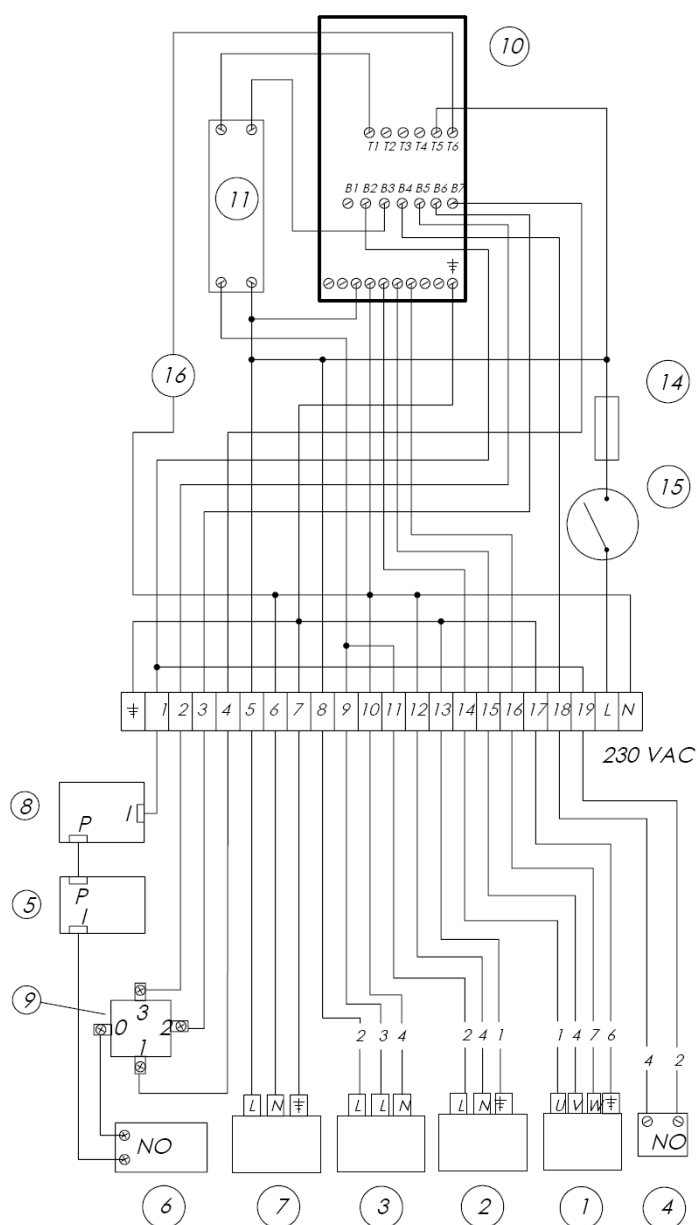 10
T1 T2 T3 T4 T5 T6
B1 B2 B3 B4 B5 B6 B7
11
16
14
15
1 2 3 4 5 6 7 8 9 10 11 12 13 14 15 16 17 18 19 L N
230 VAC
8
P I
5
P
I
9
3
0 2
1
2 3 4 2 4 1 1 4 7 6 4 2
L N L L N L N U V W
NO NO
6 7 3 2 1 4